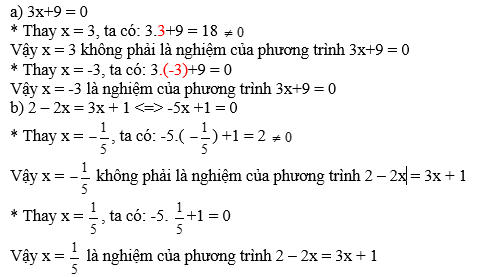 a) 3x+9 = 0
* Thay x = 3, ta có: 3.3+9 = 18 ≠ 0
Vậy x = 3 không phải là nghiệm của phương trình 3x+9 = 0
* Thay x = -3, ta có: 3.(-3)+9 = 0
Vậy x = -3 là nghiệm của phương trình 3x+9 = 0
b) 2 – 2x = 3x + 1 <=> -5x +1 = 0
* Thay x = −1/5, ta có: -5.( −1/5 ) +1 = 2 ≠ 0
Vậy x = −1/5 không phải là nghiệm của phương trình 2 – 2x = 3x + 1
* Thay x = 1/5, ta có: -5. 1/5+1 = 0
Vậy x = 1/5 là nghiệm của phương trình 2 – 2x = 3x + 1